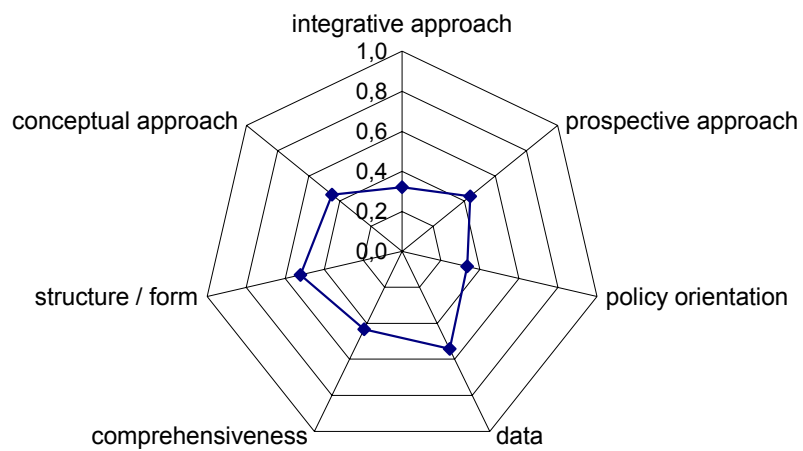 integrative approach
1,0
0,8
conceptual approach
prospective approach
0,6
0,4
0,2
0,0
structure / form
policy orientation
comprehensiveness
data